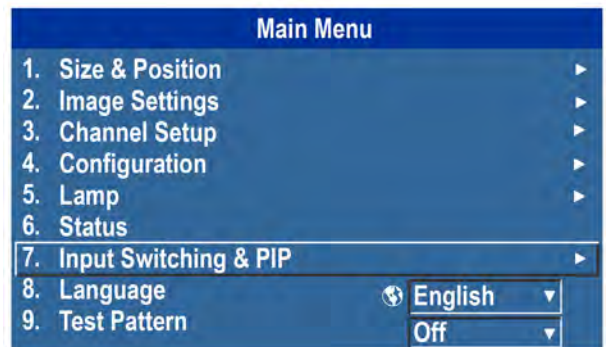 Main Menu
1. Size & Position
2. Image Settings
3. Channel Setup
4. Configuration
5. Lamp
6. Status
7. Input Switching & PIP
8. Language English
9. Test Pattern Off